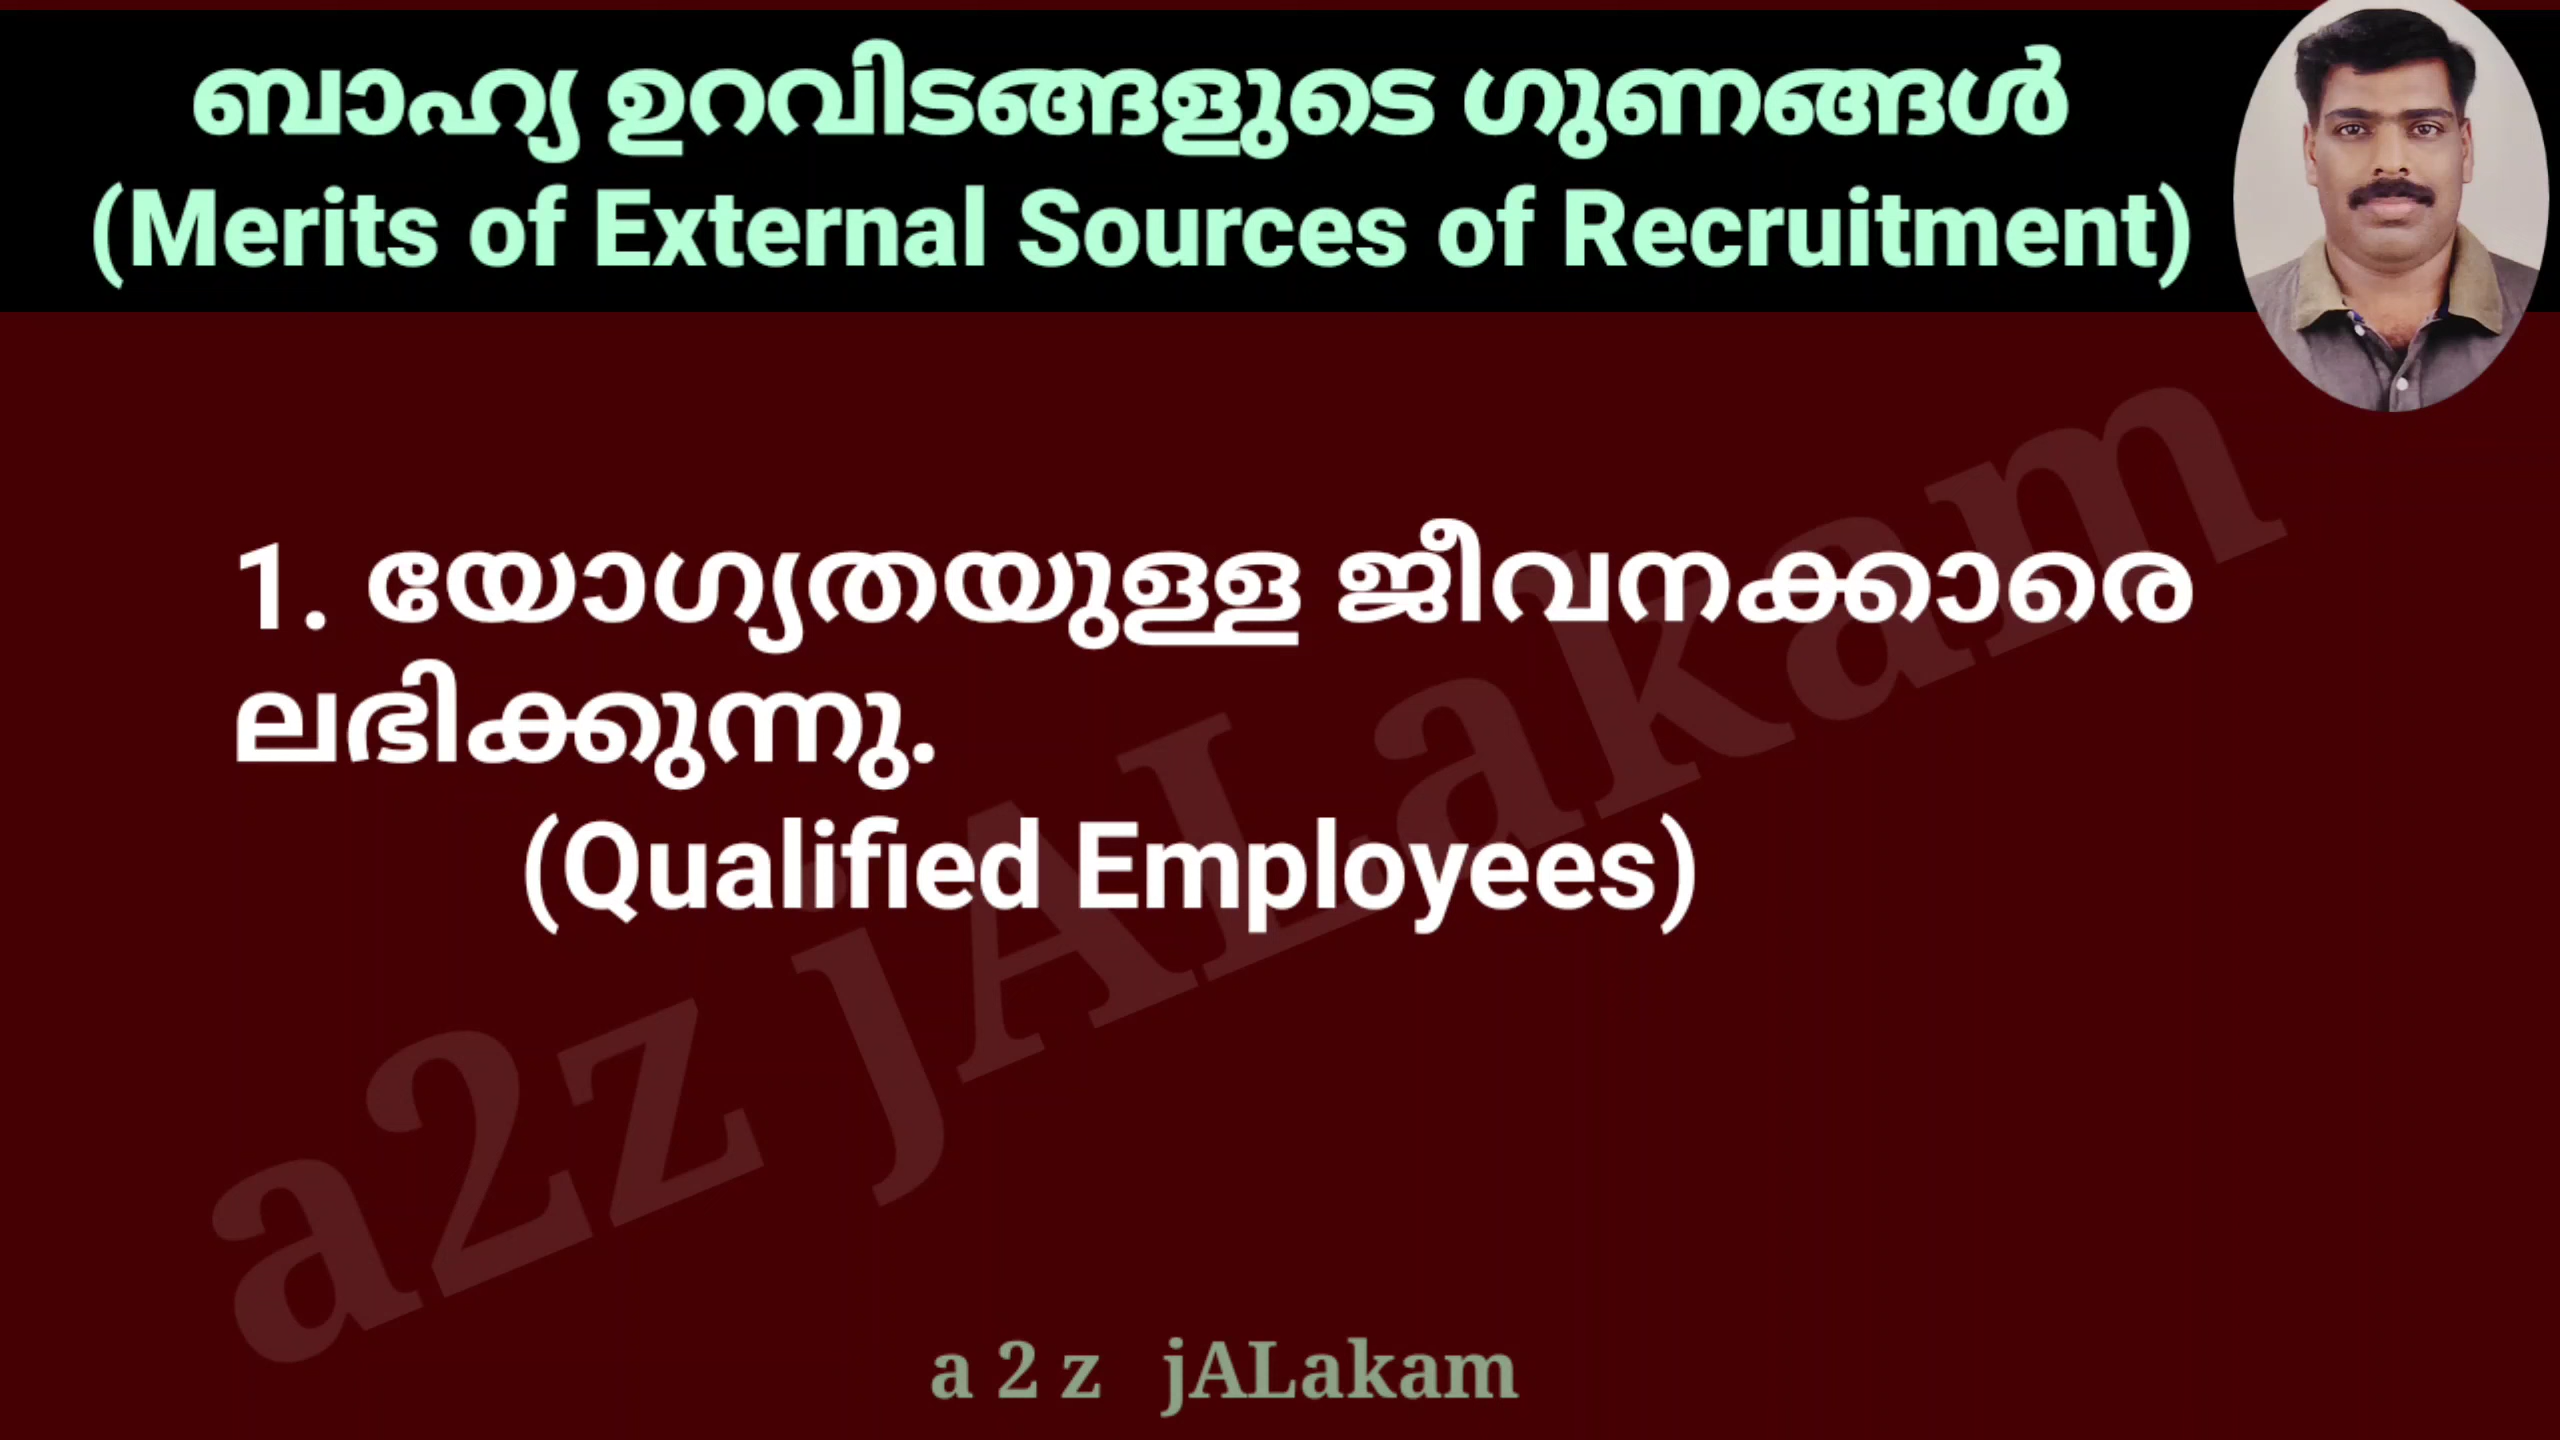 ബാഹ്യ ഉറവിടങ്ങളുടെ ഗുണങ്ങൾ
(Merits of External Sources of Recruitment)
1. യോഗ്യതയുള്ള ജീവനക്കാരെ
ലഭിക്കുന്നു.
(Qualified Employees)
a2z jALakam
a 2 z jALakam